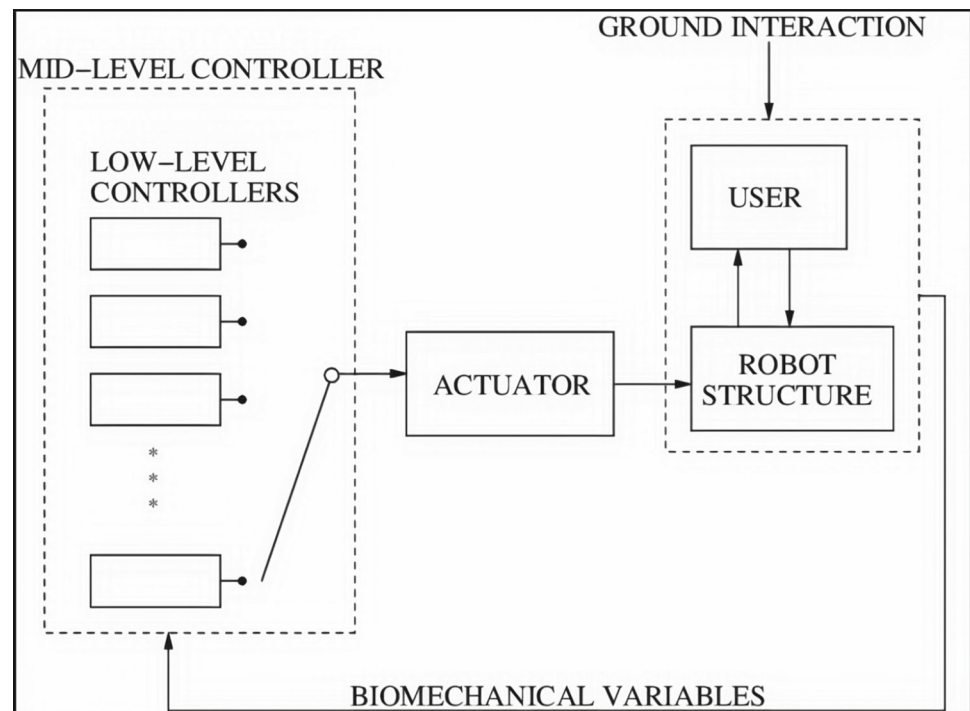 GROUND INTERACTION
MID-LEVEL CONTROLLER
LOW-LEVEL
CONTROLLERS
USER
ACTUATOR
ROBOT
STRUCTURE
*
*
*
BIOMECHANICAL VARIABLES